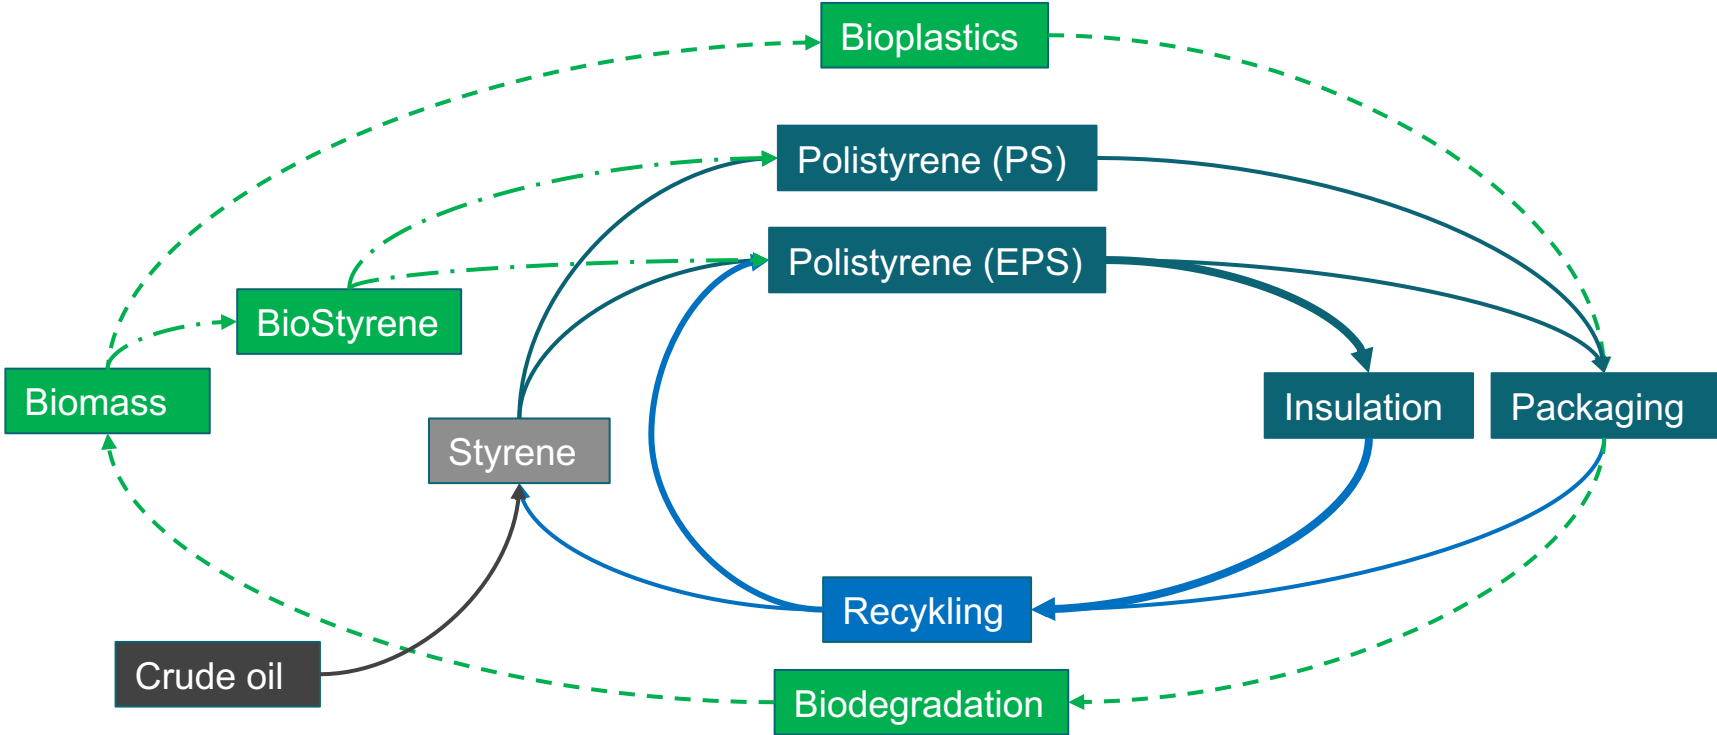 Bioplastics
Polistyrene (PS)
Polistyrene (EPS)
BioStyrene
Biomass
Insulation
Packaging
Styrene
Recykling
Crude oil
Biodegradation